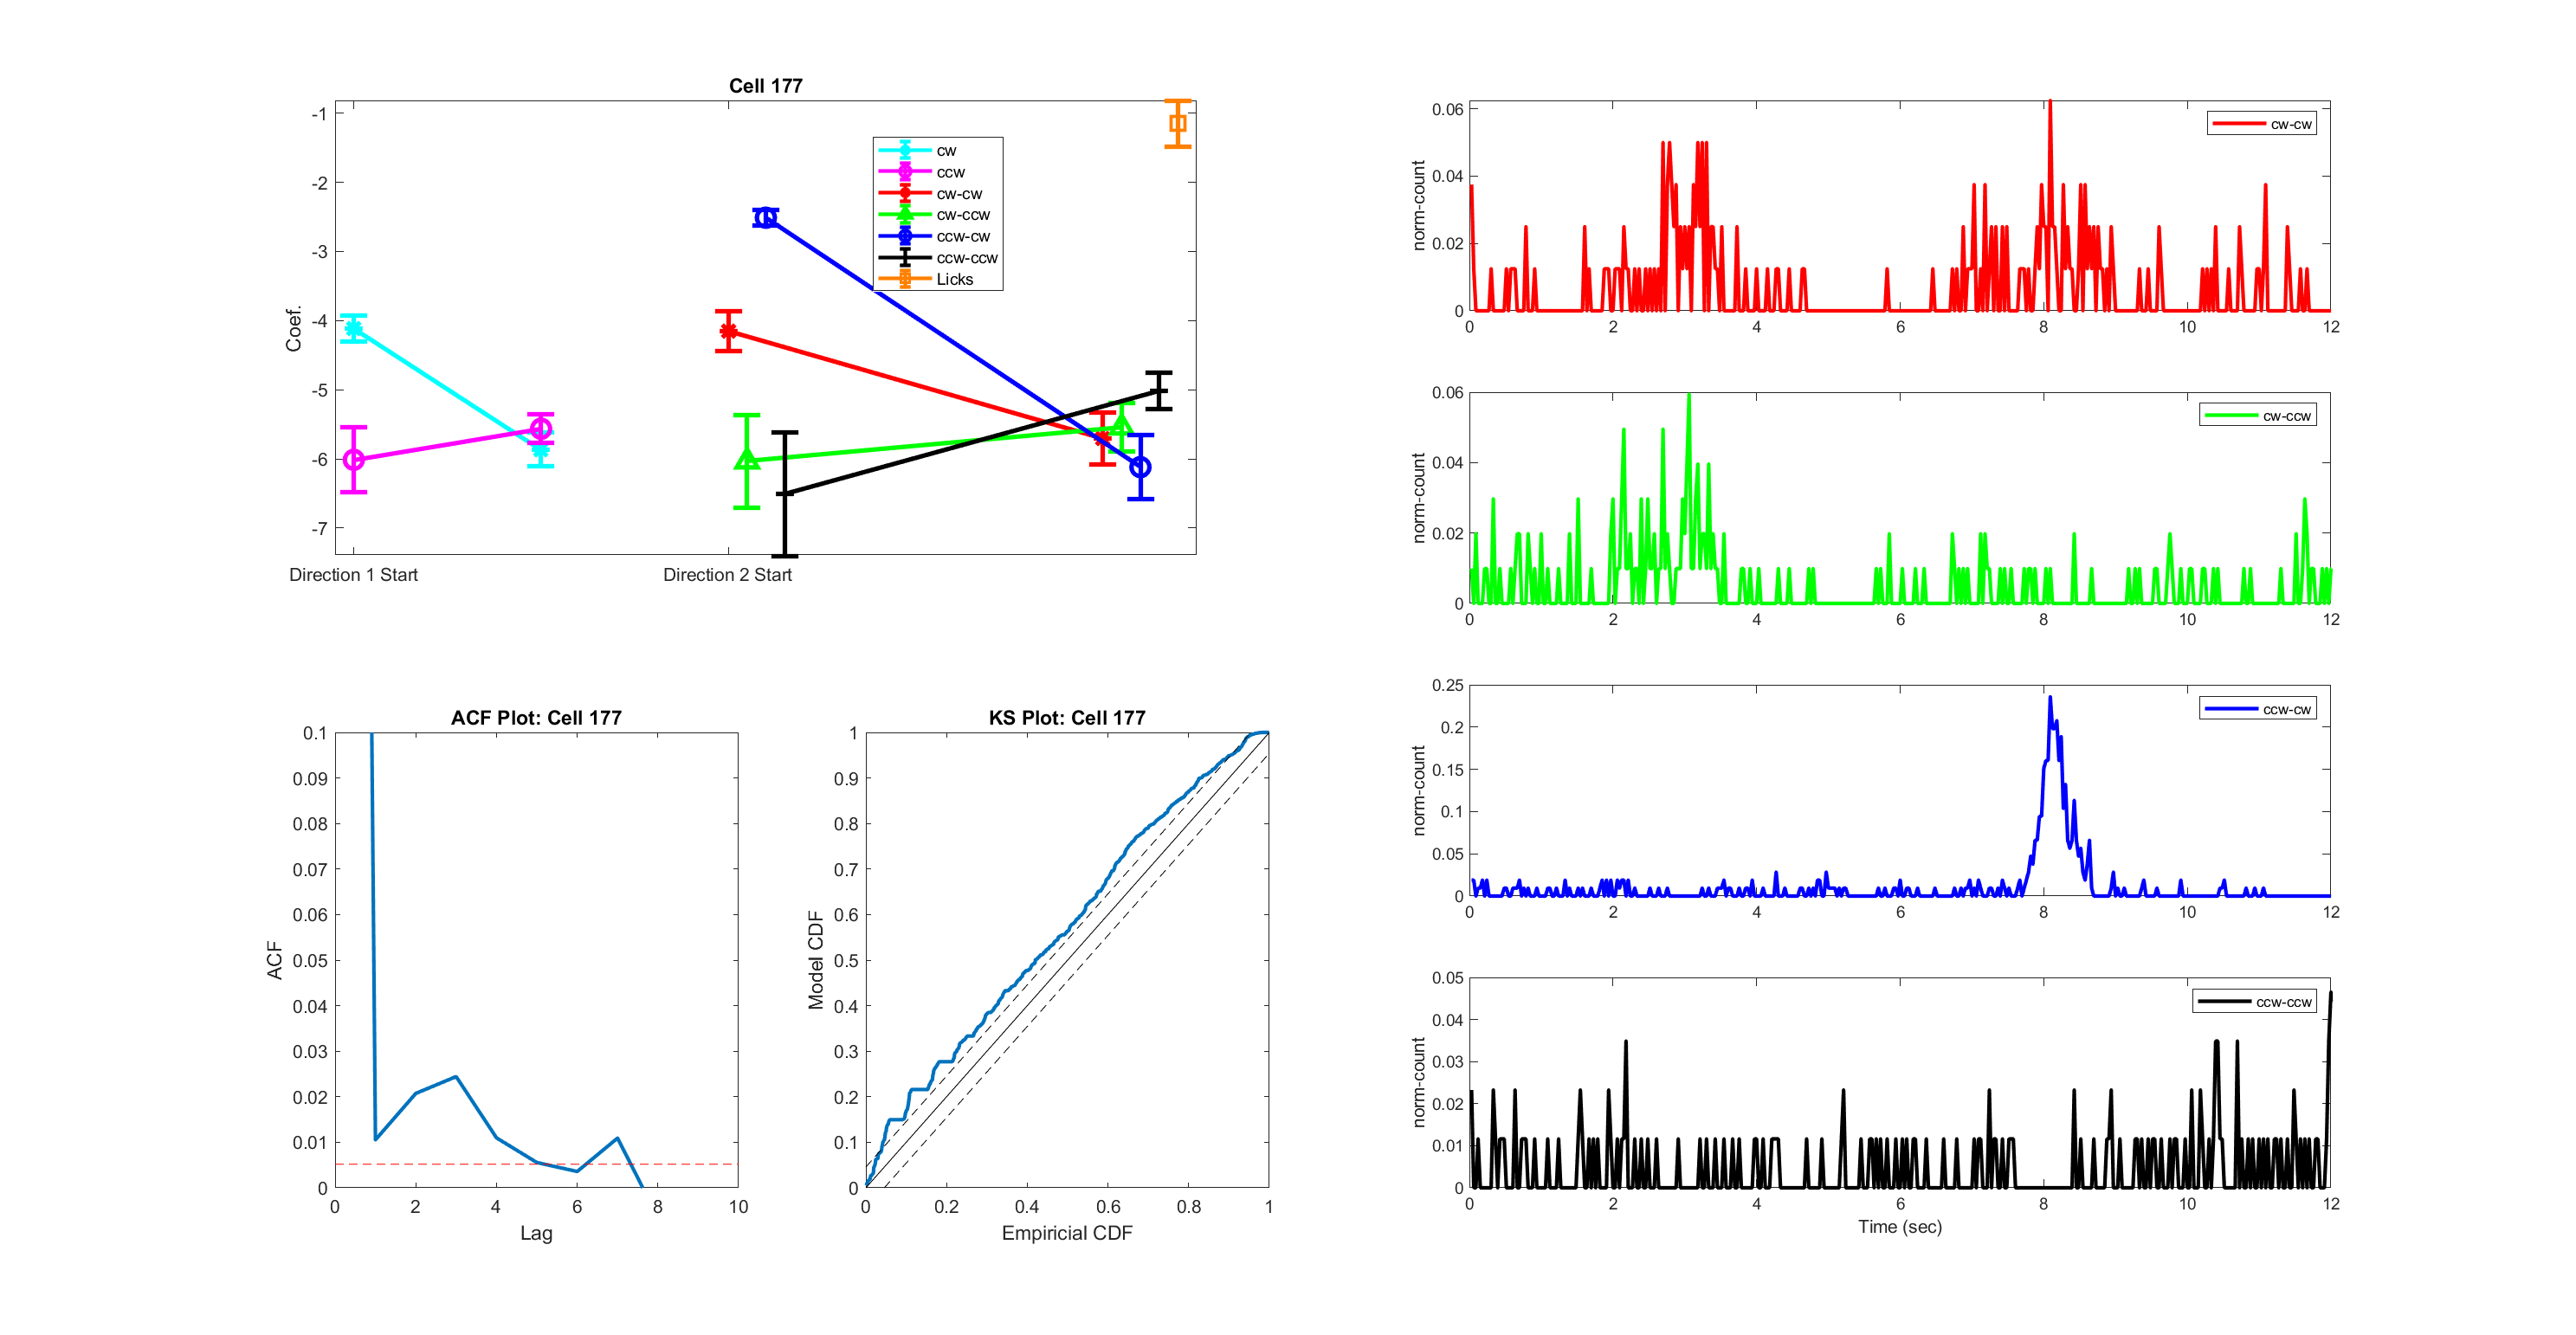 Cell 177
-1
-2
-3
-4
-5
-6
-7
Coef.
Direction 1 Start
Direction 2 Start
cw
ccw
cw-cw
cw-ccw
ccw-cw
ccw-ccw
Licks
ACF Plot: Cell 177
0.1
0.09
0.08
0.07
0.06
0.05
0.04
0.03
0.02
0.01
0
ACF
0 2 4 6 8 10
Lag
KS Plot: Cell 177
1
0.9
0.8
0.7
0.6
0.5
0.4
0.3
0.2
0.1
0
Model CDF
0 0.2 0.4 0.6 0.8 1
Empiricial CDF
0.06
0.04
0.02
0
norm-count
cw-cw
0 2 4 6 8 10 12
0.06
0.04
0.02
0
norm-count
cw-ccw
0 2 4 6 8 10 12
0.25
0.2
0.15
0.1
0.05
0
norm-count
ccw-cw
0 2 4 6 8 10 12
0.05
0.04
0.03
0.02
0.01
0
norm-count
ccw-ccw
0 2 4 6 8 10 12
Time (sec)